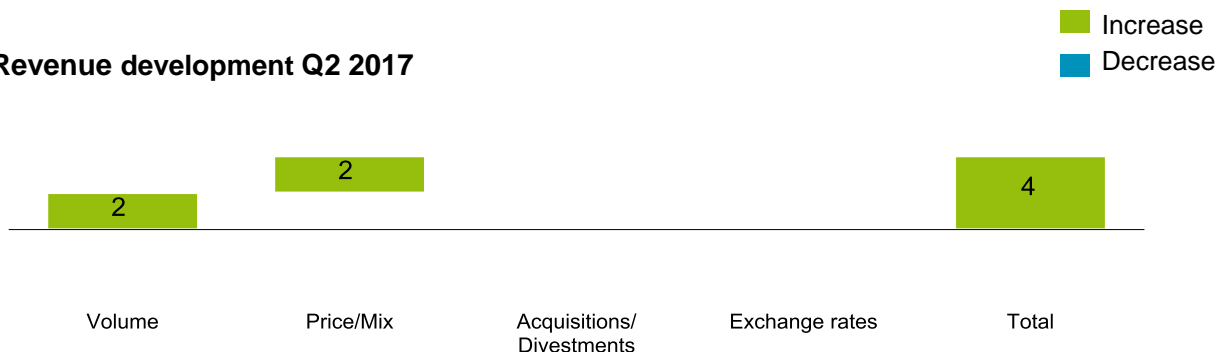 Increase
Decrease
Revenue development Q2 2017
2
2
4
Volume
Price/Mix
Acquisitions/
Divestments
Exchange rates
Total